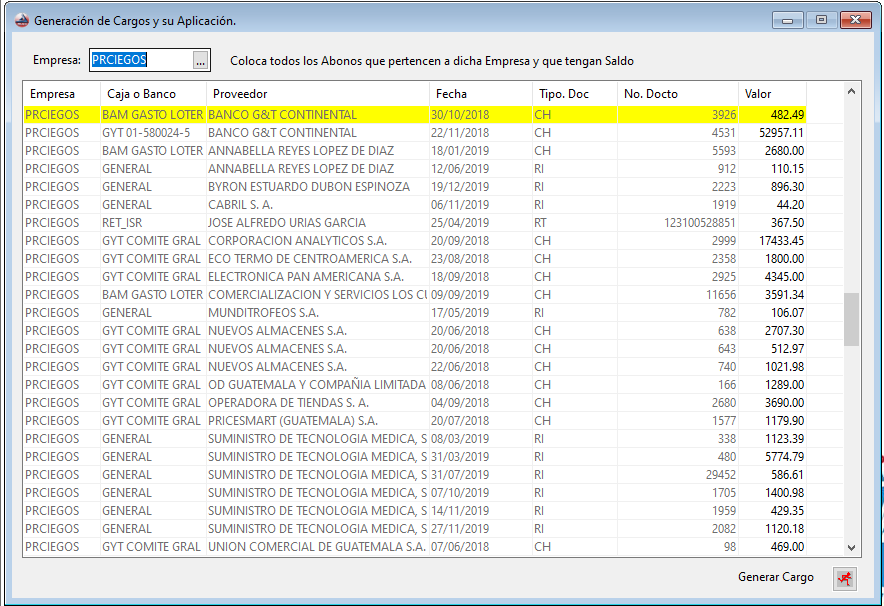 Generación de Cargos y su Aplicación.
Empresa: PRCIEGOS ... Coloca todos los Abonos que pertencen a dicha Empresa y que tengan Saldo
Empresa Caja o Banco Proveedor Fecha Tipo. Doc No. Docto Valor
PRCIEGOS BAM GASTO LOTER BANCO G&T CONTINENTAL 30/10/2018 CH 3926 482.49
PRCIEGOS GYT 01-580024-5 BANCO G&T CONTINENTAL 22/11/2018 CH 4531 52957.11
PRCIEGOS BAM GASTO LOTER ANNABELLA REYES LOPEZ DE DIAZ 18/01/2019 CH 5593 2680.00
PRCIEGOS GENERAL ANNABELLA REYES LOPEZ DE DIAZ 12/06/2019 RI 912 110.15
PRCIEGOS GENERAL BYRON ESTUARDO DUBON ESPINOZA 19/12/2019 RI 2223 896.30
PRCIEGOS GENERAL CABRIL S. A. 06/11/2019 RI 1919 44.20
PRCIEGOS RET_ISR JOSE ALFREDO URIAS GARCIA 25/04/2019 RT 123100528851 367.50
PRCIEGOS GYT COMITE GRAL CORPORACION ANALYTICOS S.A. 20/09/2018 CH 2999 17433.45
PRCIEGOS GYT COMITE GRAL ECO TERMO DE CENTROAMERICA S.A. 23/08/2018 CH 2358 1800.00
PRCIEGOS GYT COMITE GRAL ELECTRONICA PAN AMERICANA S.A. 18/09/2018 CH 2925 4345.00
PRCIEGOS BAM GASTO LOTER COMERCIALIZACION Y SERVICIOS LOS CU 09/09/2019 CH 11656 3591.34
PRCIEGOS GENERAL MUNDITROFEOS S.A. 17/05/2019 RI 782 106.07
PRCIEGOS GYT COMITE GRAL NUEVOS ALMACENES S.A. 20/06/2018 CH 638 2707.30
PRCIEGOS GYT COMITE GRAL NUEVOS ALMACENES S.A. 20/06/2018 CH 643 512.97
PRCIEGOS GYT COMITE GRAL NUEVOS ALMACENES S.A. 22/06/2018 CH 740 1021.98
PRCIEGOS GYT COMITE GRAL OD GUATEMALA Y COMPAÑIA LIMITADA 08/06/2018 CH 166 1289.00
PRCIEGOS GYT COMITE GRAL OPERADORA DE TIENDAS S. A. 04/09/2018 CH 2680 3690.00
PRCIEGOS GYT COMITE GRAL PRICESMART (GUATEMALA) S.A. 20/07/2018 CH 1577 1179.90
PRCIEGOS GENERAL SUMINISTRO DE TECNOLOGIA MEDICA, S 08/03/2019 RI 338 1123.39
PRCIEGOS GENERAL SUMINISTRO DE TECNOLOGIA MEDICA, S 31/03/2019 RI 480 5774.79
PRCIEGOS GENERAL SUMINISTRO DE TECNOLOGIA MEDICA, S 31/07/2019 RI 29452 586.61
PRCIEGOS GENERAL SUMINISTRO DE TECNOLOGIA MEDICA, S 07/10/2019 RI 1705 1400.98
PRCIEGOS GENERAL SUMINISTRO DE TECNOLOGIA MEDICA, S 14/11/2019 RI 1959 429.35
PRCIEGOS GENERAL SUMINISTRO DE TECNOLOGIA MEDICA, S 27/11/2019 RI 2082 1120.18
PRCIEGOS GYT COMITE GRAL UNION COMERCIAL DE GUATEMALA S.A. 07/06/2018 CH 98 469.00
Generar Cargo